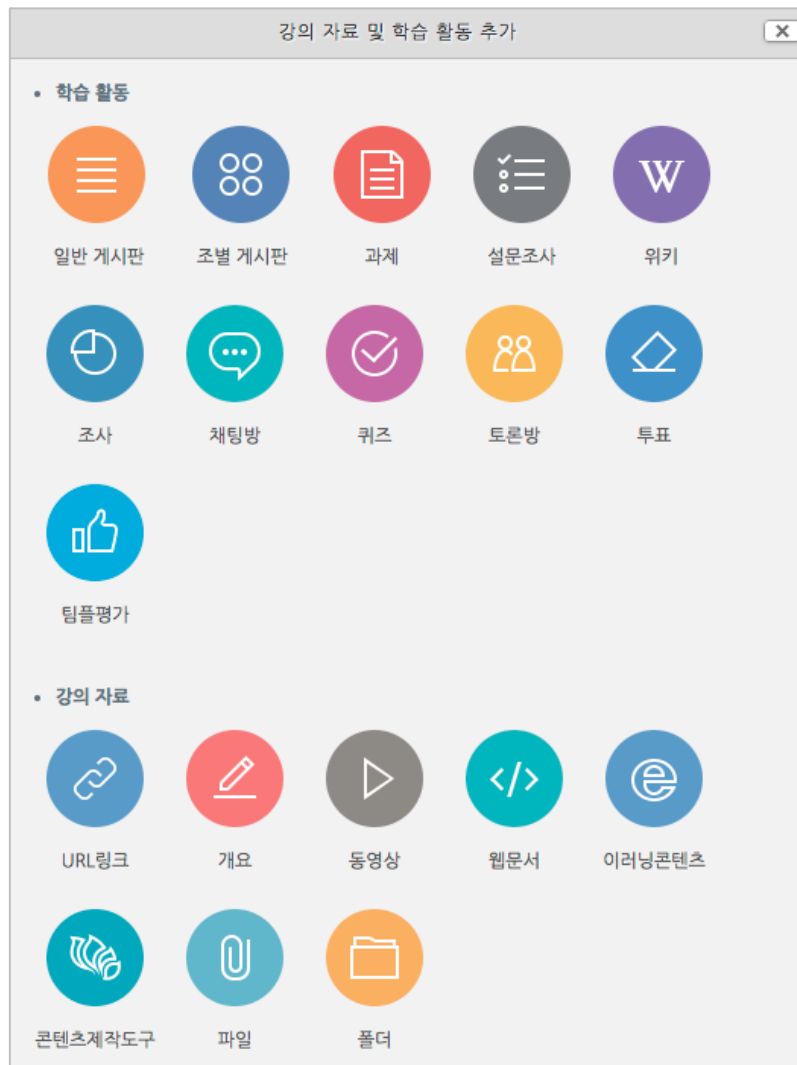 강의 자료 및 학습 활동 추가
학습 활동
일반 게시판 조별 게시판 과제 설문조사 위키
조사 채팅방 퀴즈 토론방 투표
팀플평가
강의 자료
URL링크 개요 동영상 웹문서 이러닝콘텐츠
콘텐츠제작도구 파일 폴더